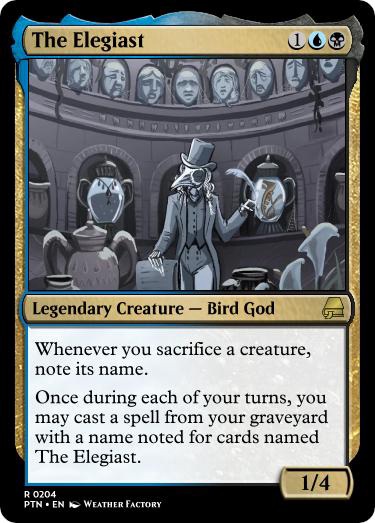 The Elegiast
1
Legendary Creature — Bird God
Whenever you sacrifice a creature,
note its name.
Once during each of your turns, you
may cast a spell from your graveyard
with a name noted for cards named
The Elegiast.
1/4
R 0204
PTN • EN Weather Factory